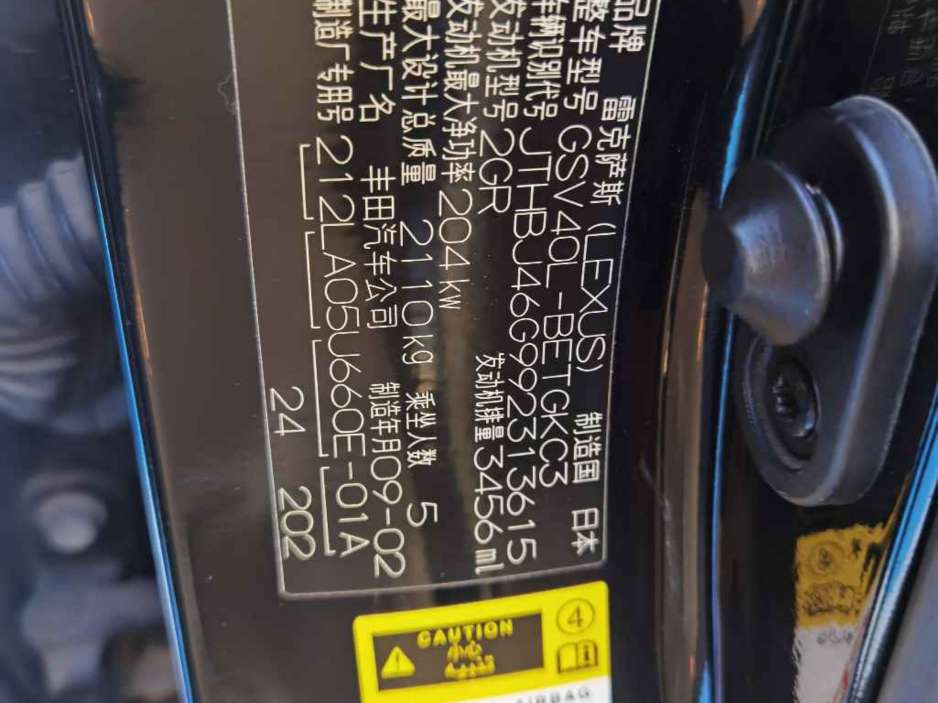 品牌 雷克萨斯(LEXUS) 制造国 日本
整车型号 GSV40L-BETGKC3
车辆识别代号 JTHBJ46G992313615
发动机型号 2GR 发动机排量 3456ml
发动机最大净功率 204kW
最大设计总质量 2110kg 乘坐人数 5
生产厂名 丰田汽车公司 制造年月 09-02
制造厂专用号 212LA05U660E-01A
24 202
CAUTION
小心
4
AIRBAG